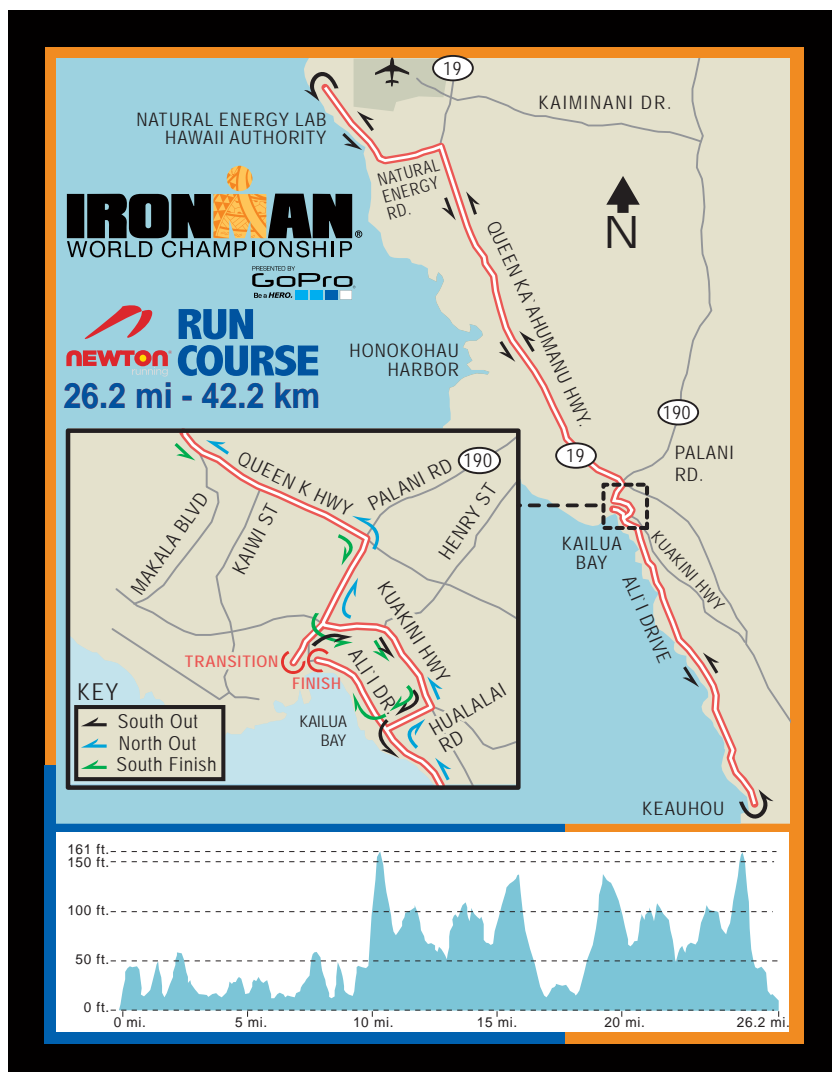 19
KAIMINANI DR.
NATURAL ENERGY LAB
HAWAII AUTHORITY
NATURAL
ENERGY
RD.
IRONMAN®
WORLD CHAMPIONSHIP
PRESENTED BY
GoPro
Be a HERO.
N
QUEEN KA`AHUMANU HWY.
NEWTON®
running
RUN
COURSE
26.2 mi - 42.2 km
HONOKOHAU
HARBOR
190
19
PALANI
RD.
KAILUA
BAY
KUAKINI HWY
ALI`I DRIVE
KEAUHOU
QUEEN K HWY
PALANI RD
190
HENRY ST
MAKALA BLVD
KAIWI ST
KUAKINI HWY
TRANSITION
FINISH
ALI`I DR.
HUALALAI
RD
KAILUA
BAY
KEY
South Out
North Out
South Finish
161 ft.
150 ft.
100 ft.
50 ft.
0 ft.
0 mi.
5 mi.
10 mi.
15 mi.
20 mi.
26.2 mi.